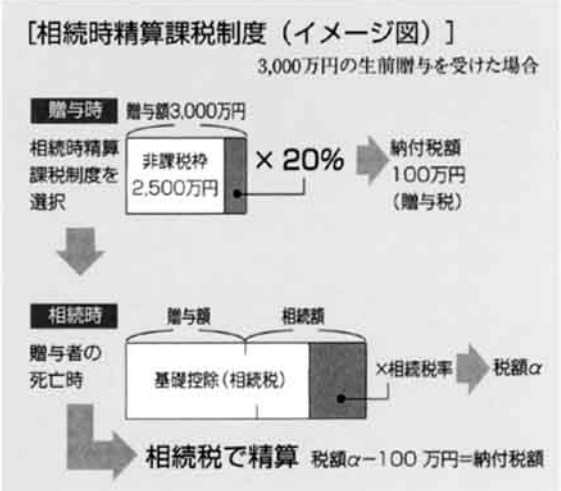 [相続時精算課税制度（イメージ図）]
3,000万円の生前贈与を受けた場合
贈与時
贈与額3,000万円
相続時精算
課税制度を
選択
非課税枠
2,500万円
×20%
納付税額
100万円
（贈与税）
相続時
贈与額
相続額
贈与者の
死亡時
基礎控除（相続税）
×相続税率
税額α
相続税で精算 税額α－100 万円＝納付税額